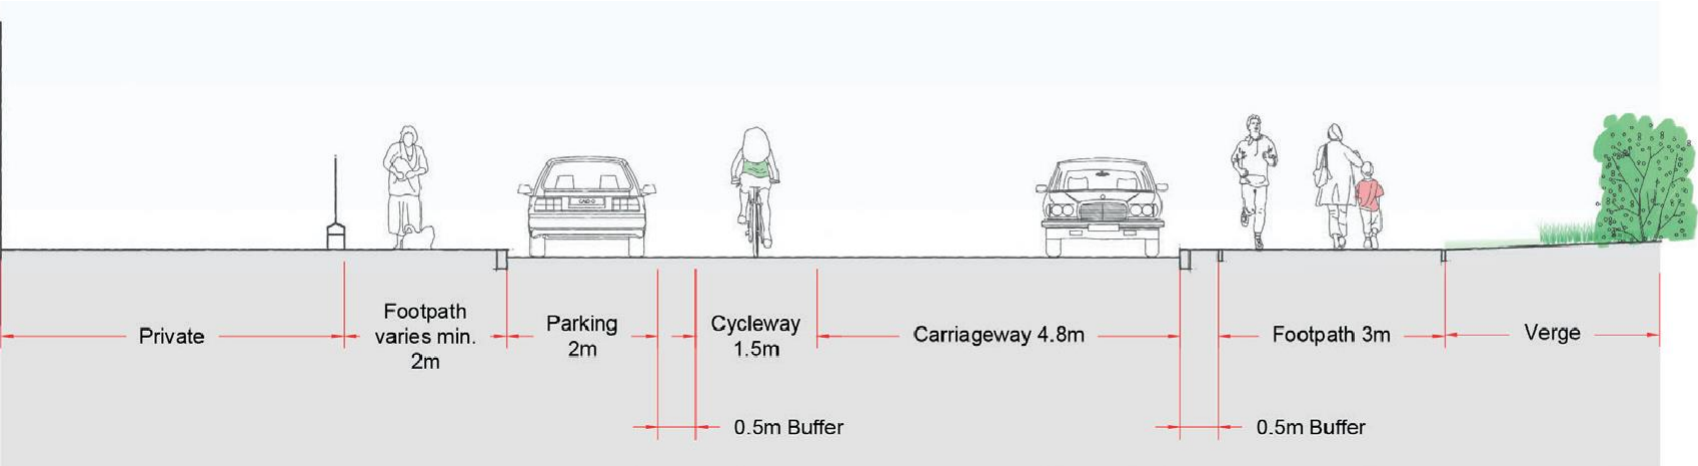 Private
Footpath
varies min.
2m
Parking
2m
Cycleway
1.5m
Carriageway 4.8m
Footpath 3m
Verge
0.5m Buffer
0.5m Buffer